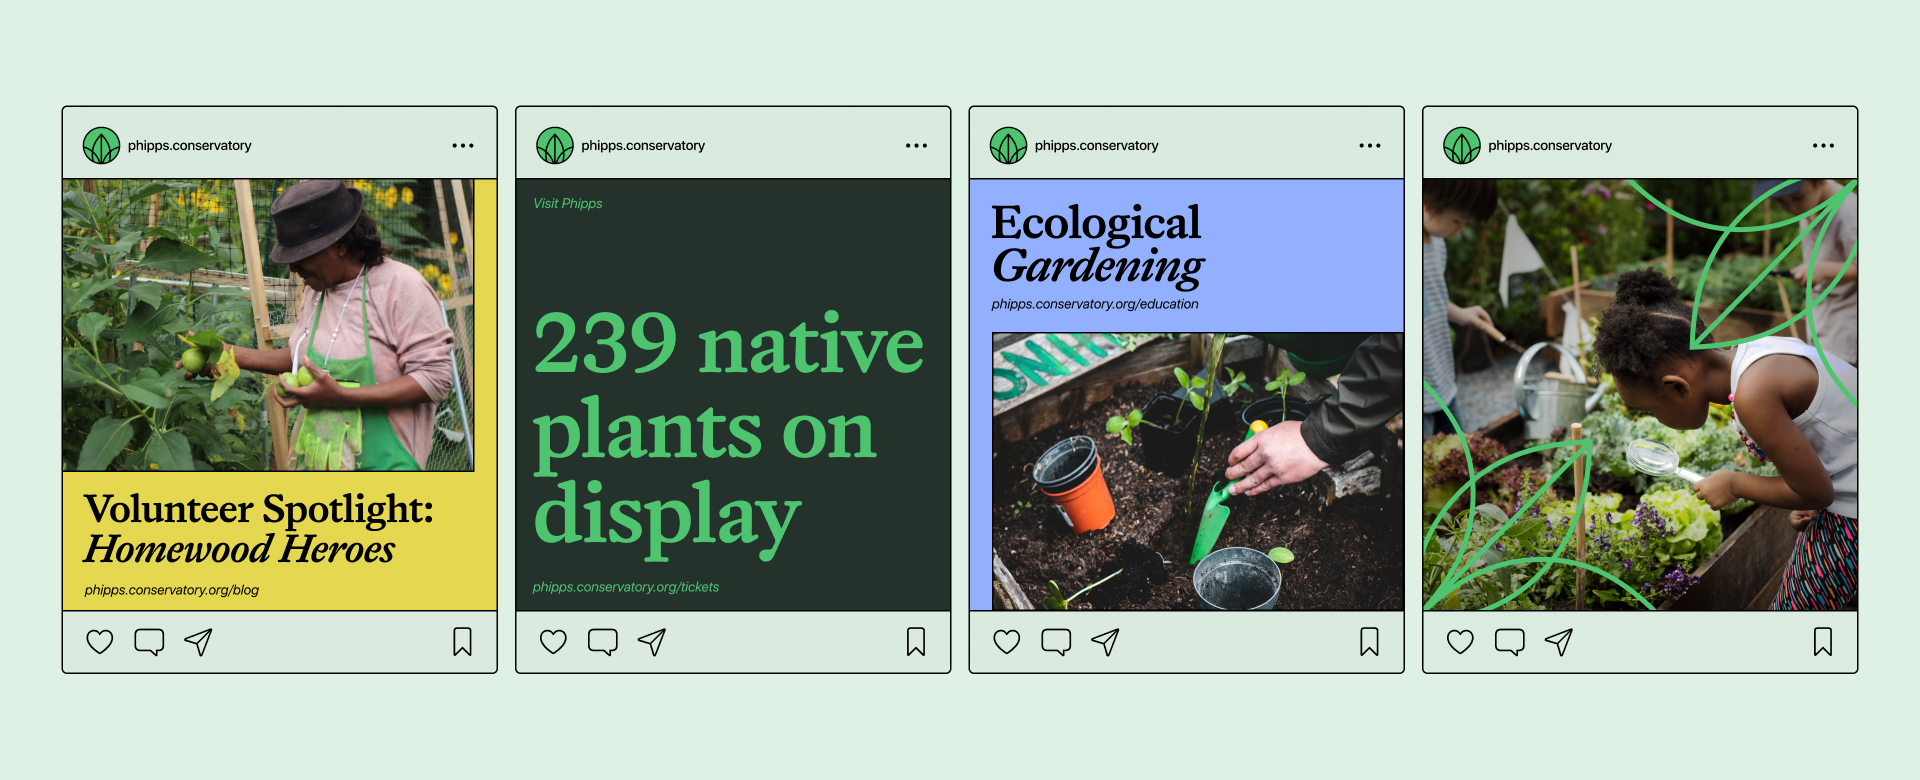 phipps.conservatory
Volunteer Spotlight:
Homewood Heroes
phipps.conservatory.org/blog
phipps.conservatory
Visit Phipps
239 native
plants on
display
phipps.conservatory.org/tickets
phipps.conservatory
Ecological
Gardening
phipps.conservatory.org/education
phipps.conservatory